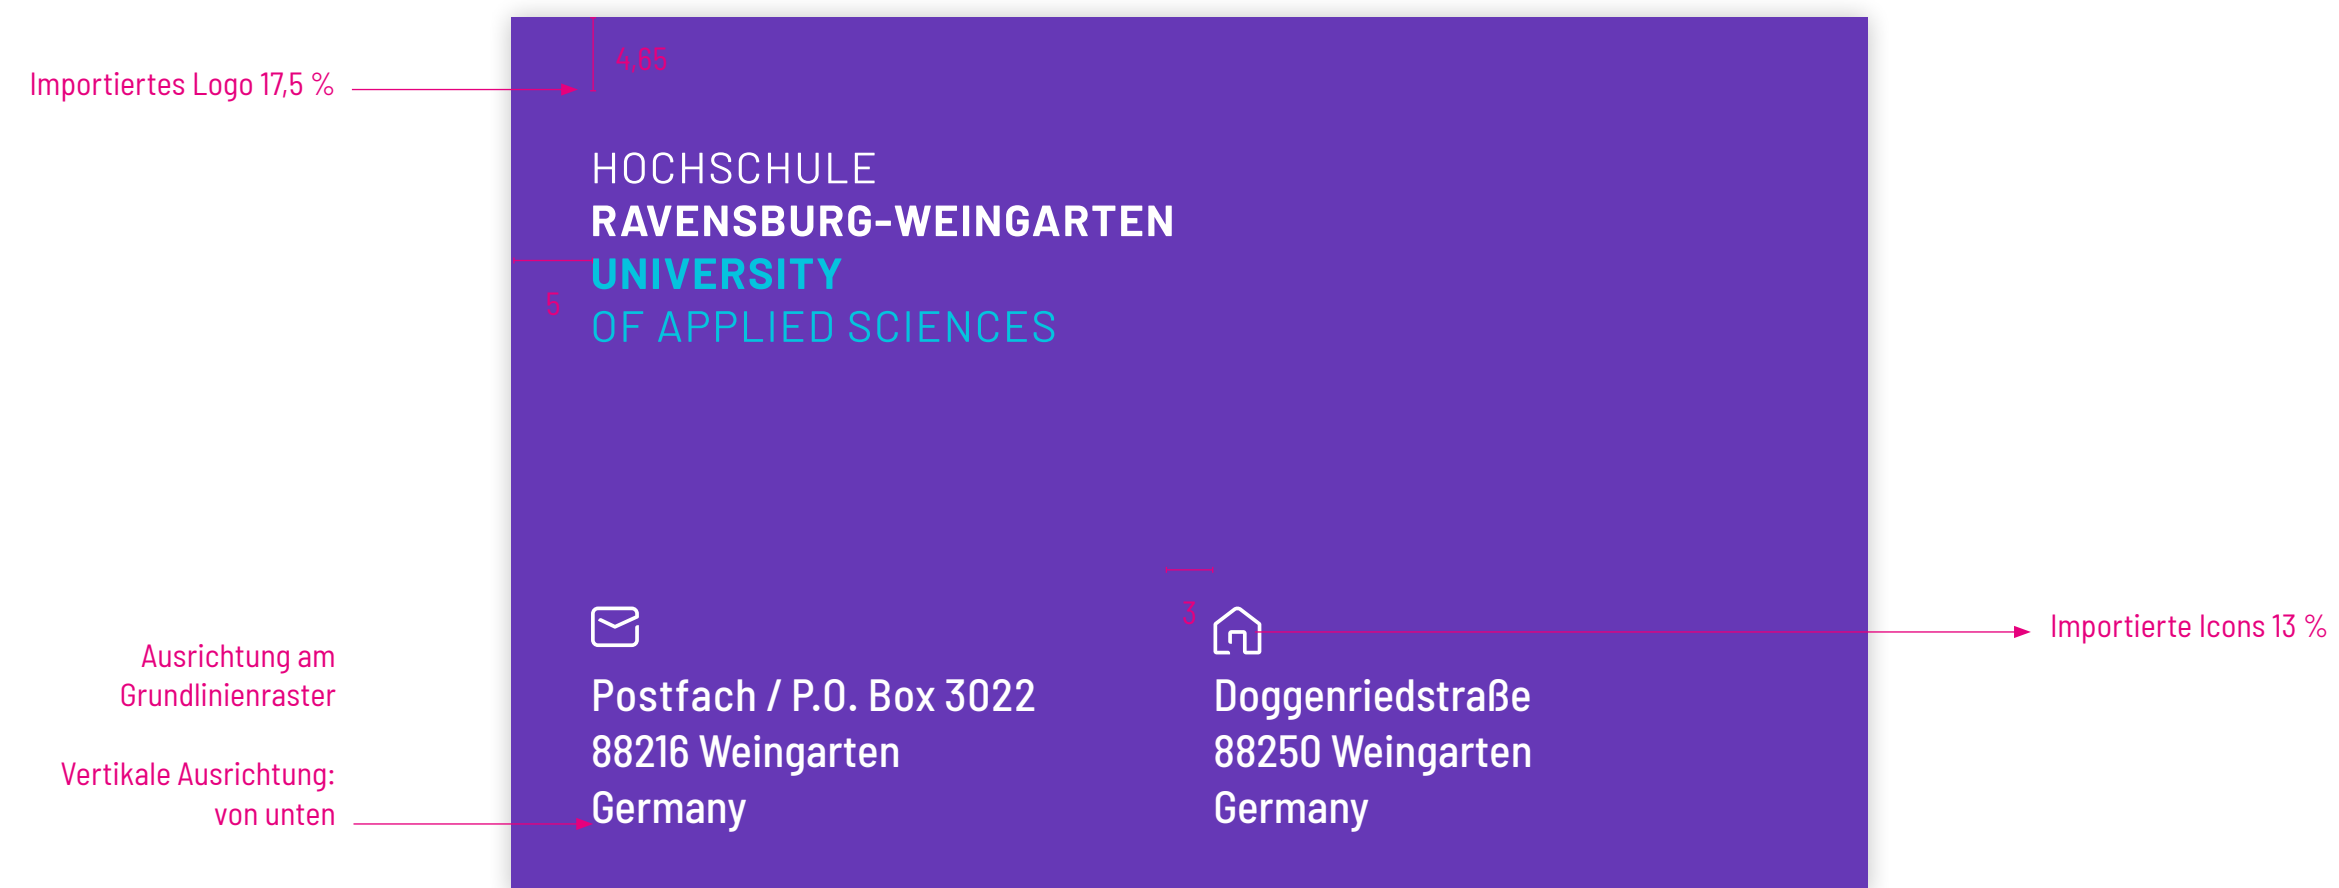 4,65
Importiertes Logo 17,5 %
HOCHSCHULE
RAVENSBURG-WEINGARTEN
UNIVERSITY
5
OF APPLIED SCIENCES
3
Importierte Icons 13 %
Ausrichtung am
Grundlinienraster
Vertikale Ausrichtung:
von unten
Postfach / P.O. Box 3022
88216 Weingarten
Germany
Doggenriedstraße
88250 Weingarten
Germany